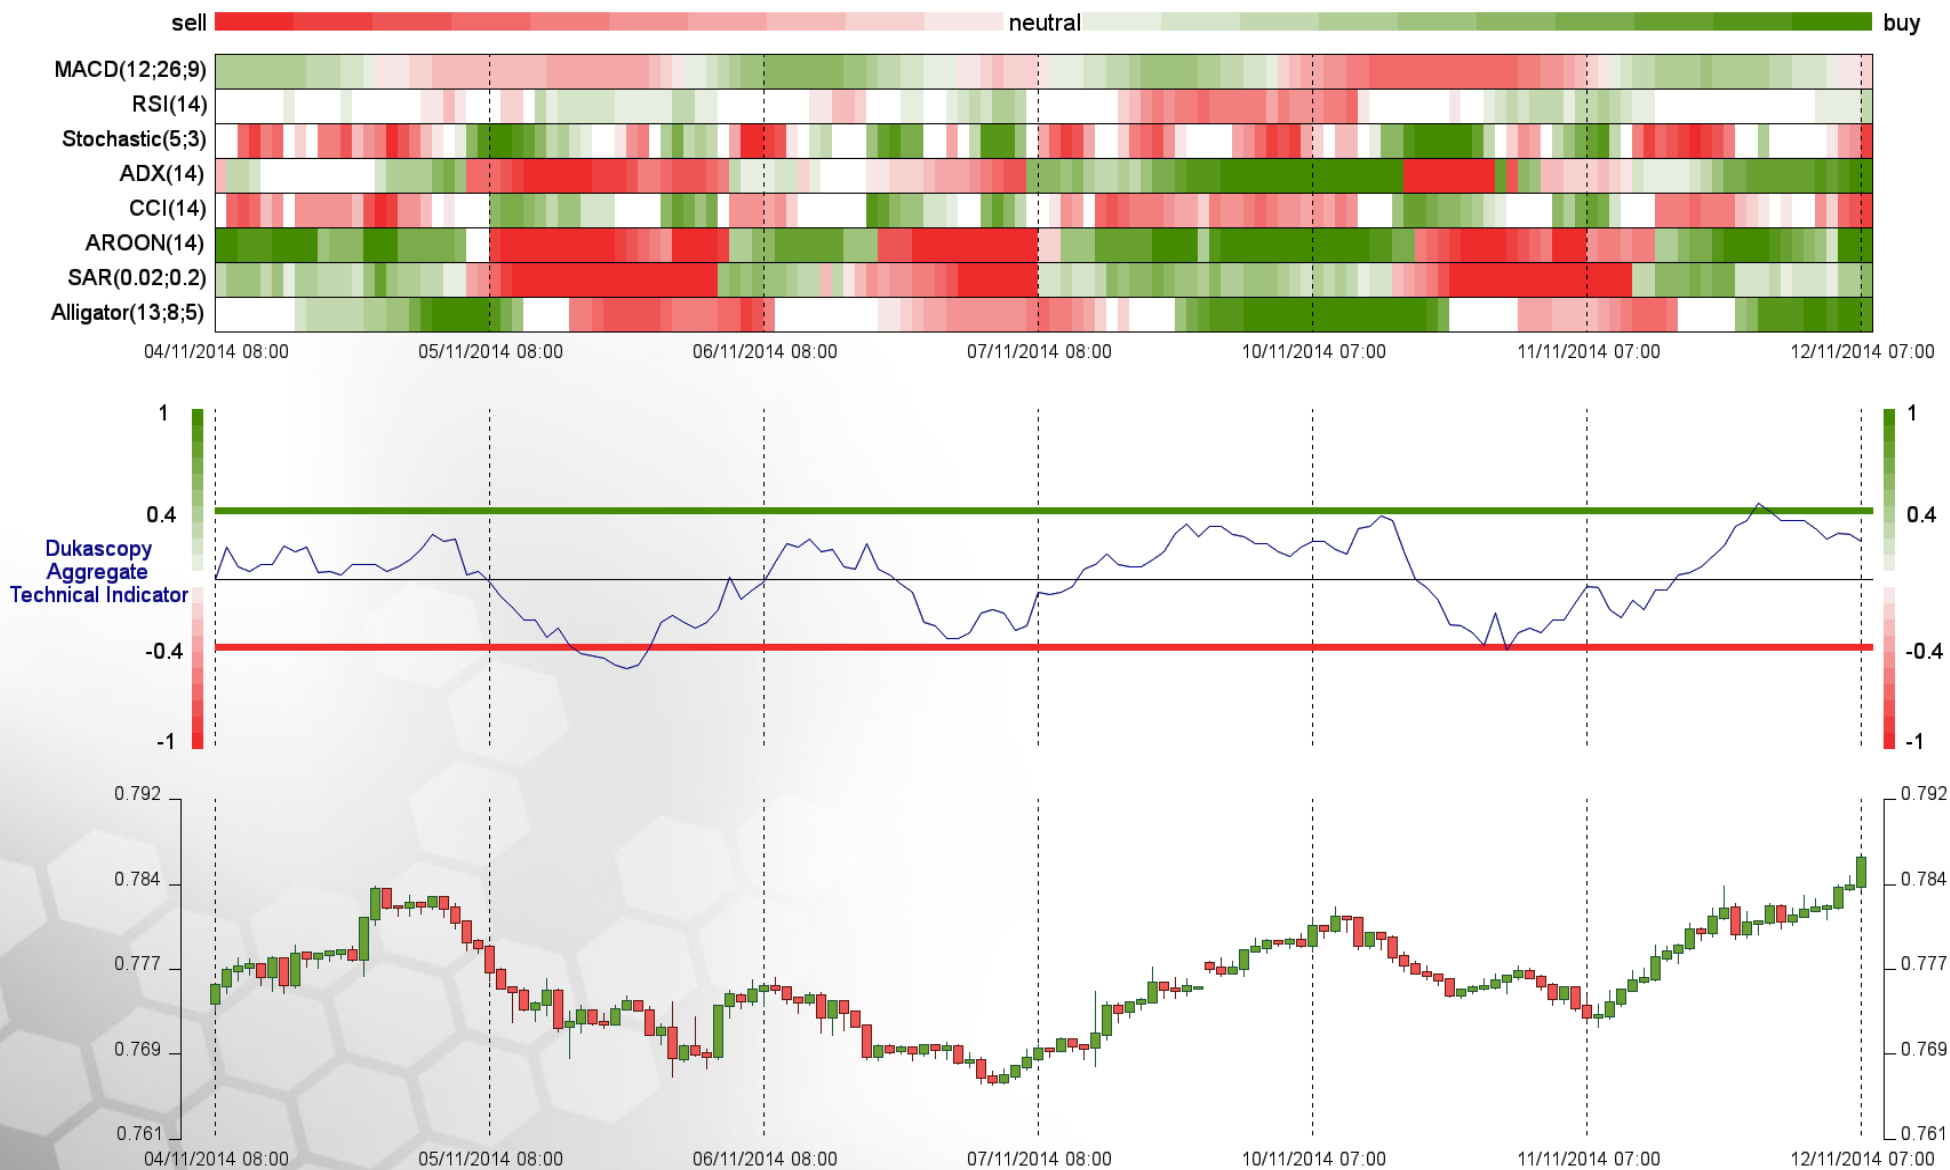 sell neutral buy
MACD(12;26;9)
RSI(14)
Stochastic(5;3)
ADX(14)
CCI(14)
AROON(14)
SAR(0.02;0.2)
Alligator(13;8;5)
04/11/2014 08:00 05/11/2014 08:00 06/11/2014 08:00 07/11/2014 08:00 10/11/2014 07:00 11/11/2014 07:00 12/11/2014 07:00
1 1
0.4 0.4
Dukascopy
Aggregate
Technical Indicator
-0.4 -0.4
-1 -1
0.792 0.792
0.784 0.784
0.777 0.777
0.769 0.769
0.761 0.761
04/11/2014 08:00 05/11/2014 08:00 06/11/2014 08:00 07/11/2014 08:00 10/11/2014 07:00 11/11/2014 07:00 12/11/2014 07:00